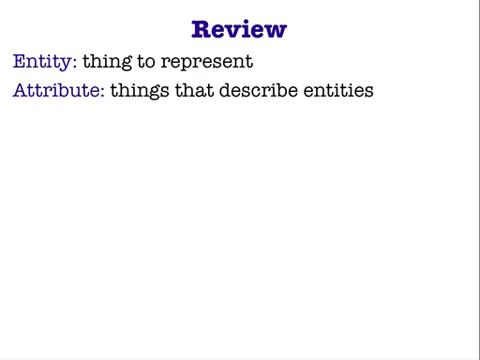 Review
Entity: thing to represent
Attribute: things that describe entities